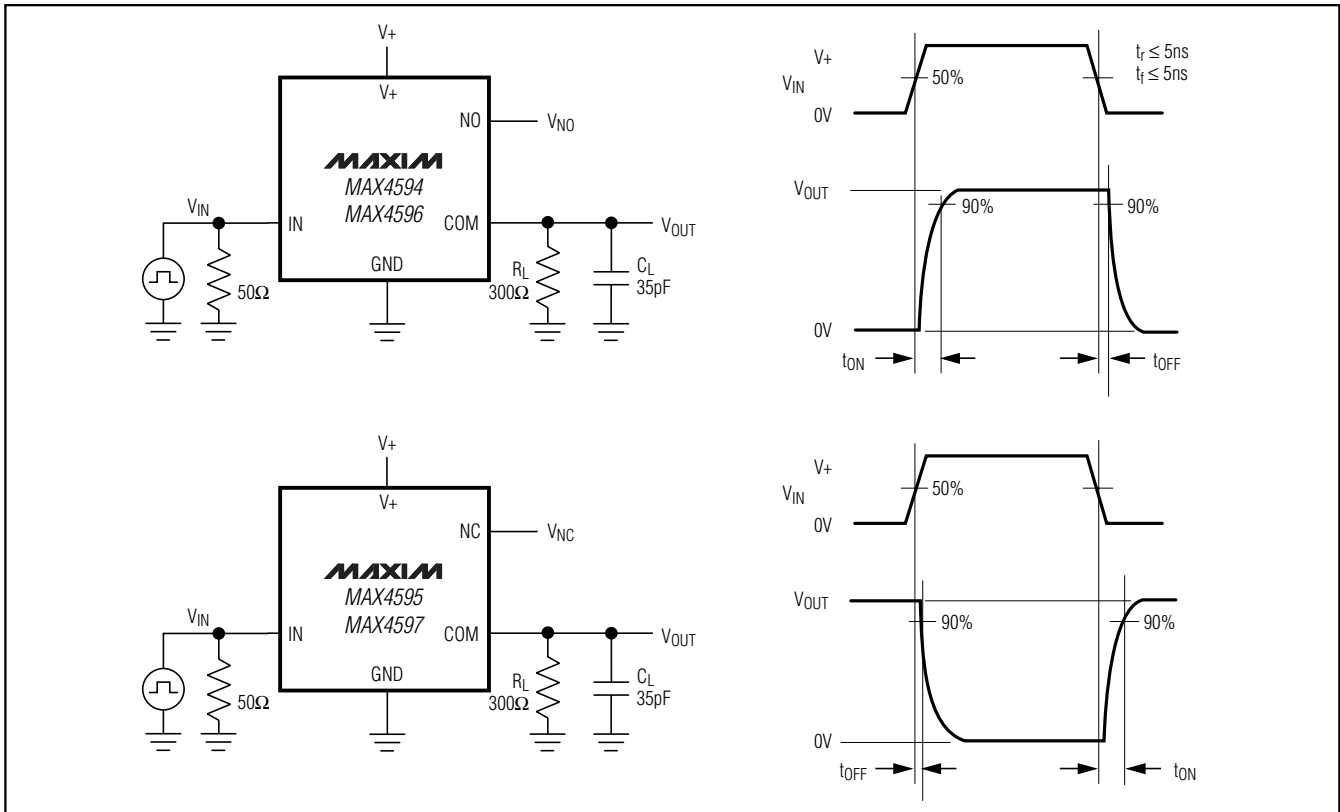 V+
V+
NO
VNO
MAXIM
MAX4594
MAX4596
VIN
IN
COM
VOUT
GND
50Ω
RL
300Ω
CL
35pF
V+
VIN
0V
50%
tr ≤ 5ns
tf ≤ 5ns
VOUT
90%
90%
0V
tON
tOFF
V+
V+
NC
VNC
MAXIM
MAX4595
MAX4597
VIN
IN
COM
VOUT
GND
50Ω
RL
300Ω
CL
35pF
V+
VIN
0V
50%
VOUT
90%
90%
0V
tOFF
tON